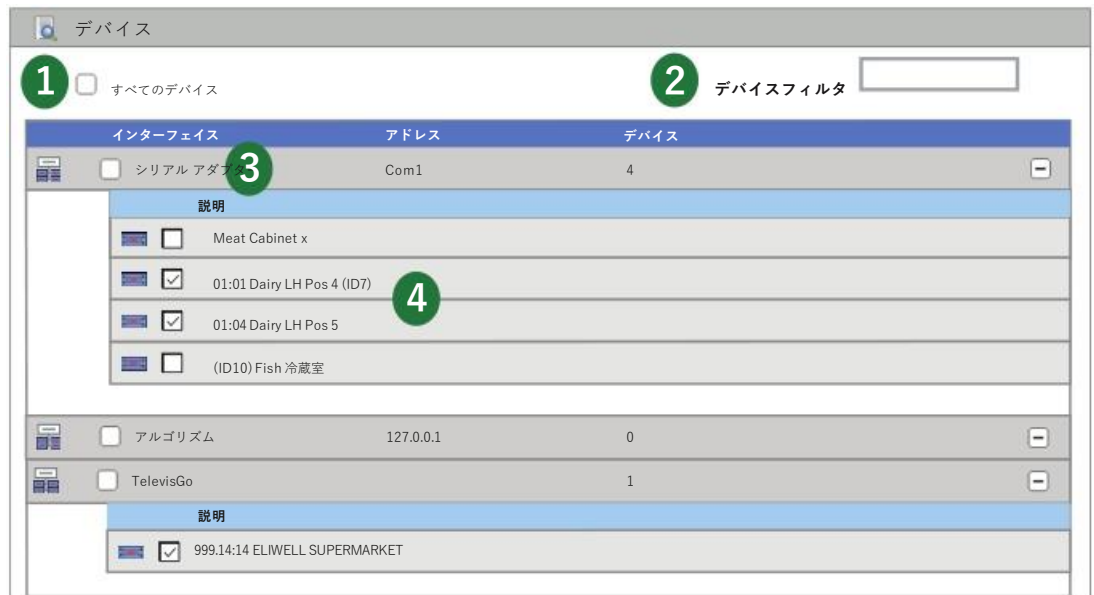 デバイス
1 すべてのデバイス 2 デバイスフィルタ
インターフェイス アドレス デバイス
シリアル アダプタ 3 Com1 4
説明
Meat Cabinet x
01:01 Dairy LH Pos 4 (ID7) 4
01:04 Dairy LH Pos 5
(ID10) Fish 冷蔵室
アルゴリズム 127.0.0.1 0
TelevisGo 1
説明
999.14:14 ELIWELL SUPERMARKET